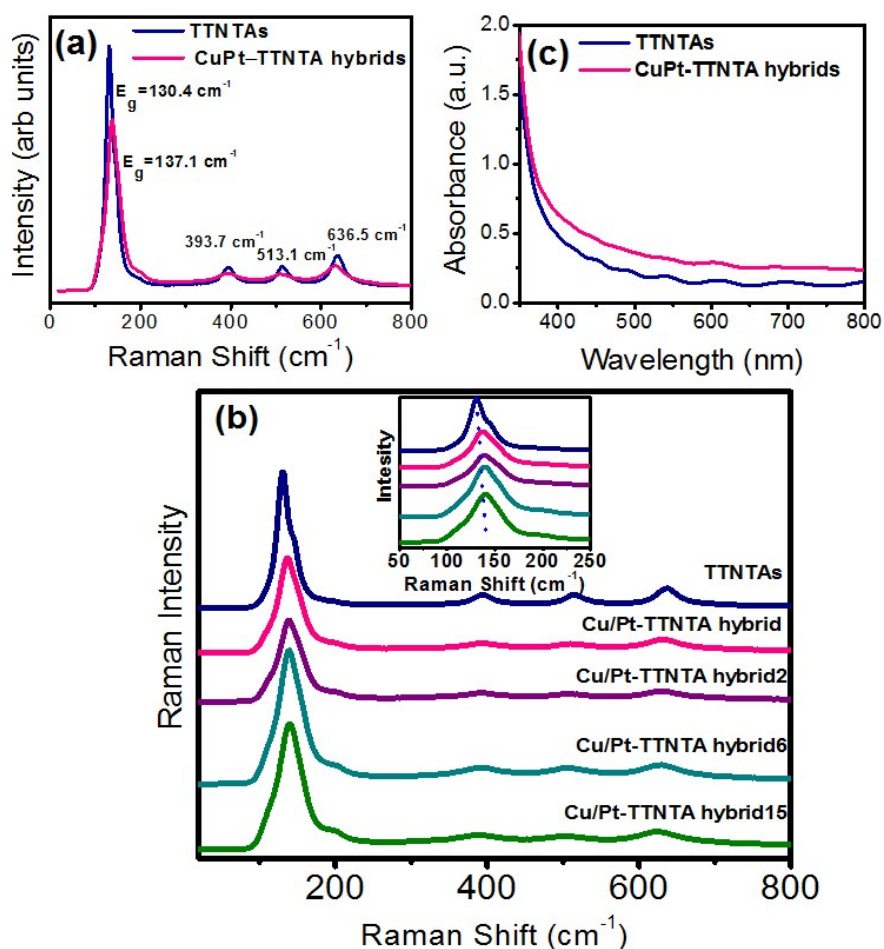 (a)
TTNTAs
CuPt–TTNTA hybrids
E_g=130.4 cm⁻¹
E_g=137.1 cm⁻¹
393.7 cm⁻¹
513.1 cm⁻¹
636.5 cm⁻¹
Intensity (arb units)
0 200 400 600 800
Raman Shift (cm⁻¹)
(c)
TTNTAs
CuPt-TTNTA hybrids
2.0
1.5
1.0
0.5
0.0
Absorbance (a.u.)
400 500 600 700 800
Wavelength (nm)
(b)
Intesity
50 100 150 200 250
Raman Shift (cm⁻¹)
TTNTAs
Cu/Pt-TTNTA hybrid
Cu/Pt-TTNTA hybrid2
Cu/Pt-TTNTA hybrid6
Cu/Pt-TTNTA hybrid15
Raman Intensity
200 400 600 800
Raman Shift (cm⁻¹)